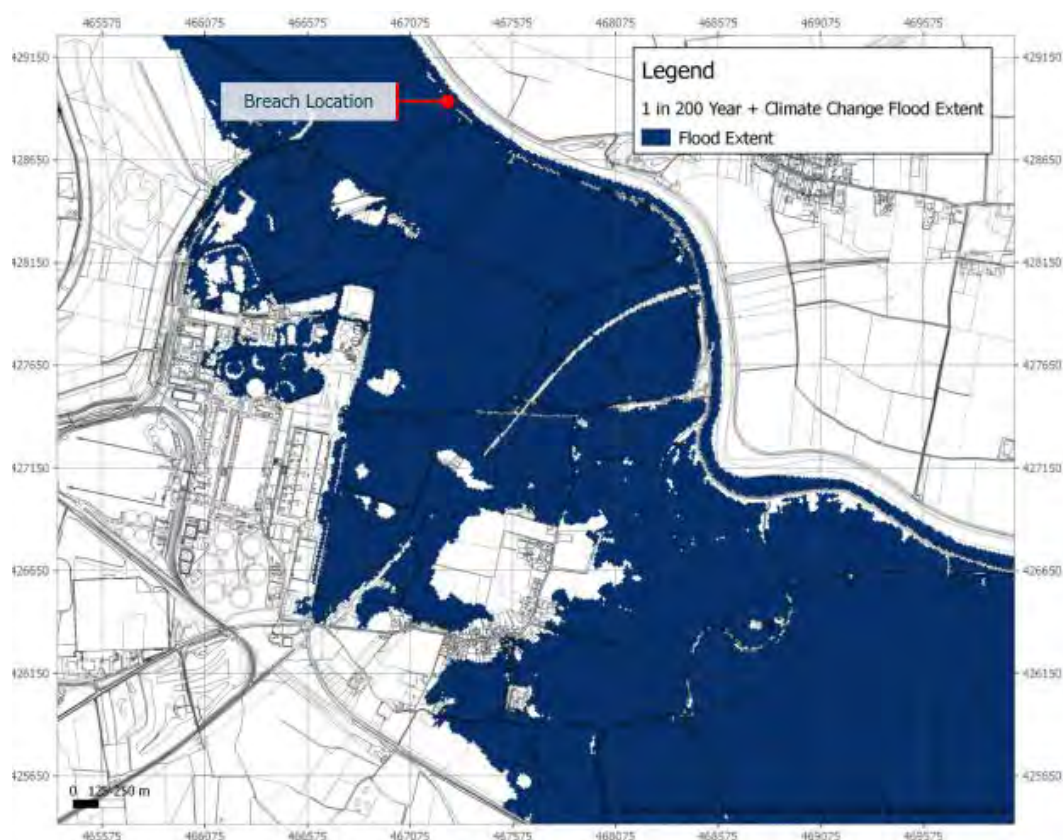 465575 466075 466575 467075 467575 468075 468575 469075 469575
429150 429150
Legend
1 in 200 Year + Climate Change Flood Extent
Flood Extent
Breach Location
428650 428650
428150 428150
427650 427650
427150 427150
426650 426650
426150 426150
425650 425650
0 125 250 m
465575 466075 466575 467075 467575 468075 468575 469075 469575